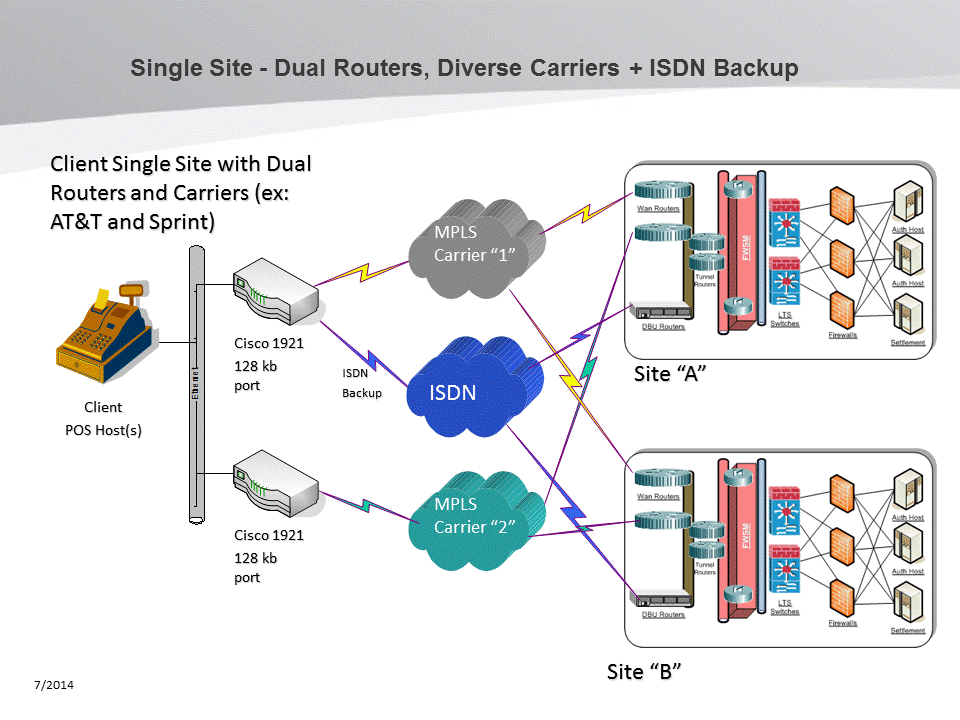 Single Site - Dual Routers, Diverse Carriers + ISDN Backup
Client Single Site with Dual
Routers and Carriers (ex:
AT&T and Sprint)
Ethernet
Client
POS Host(s)
Cisco 1921
128 kb
port
ISDN
Backup
Cisco 1921
128 kb
port
MPLS
Carrier “1”
ISDN
MPLS
Carrier “2”
Wan Routers
Tunnel
Routers
DBU Routers
FWSM
LTS
Switches
Firewalls
Auth Host
Auth Host
Settlement
Site “A”
Wan Routers
Tunnel
Routers
DBU Routers
FWSM
LTS
Switches
Firewalls
Auth Host
Auth Host
Settlement
Site “B”
7/2014